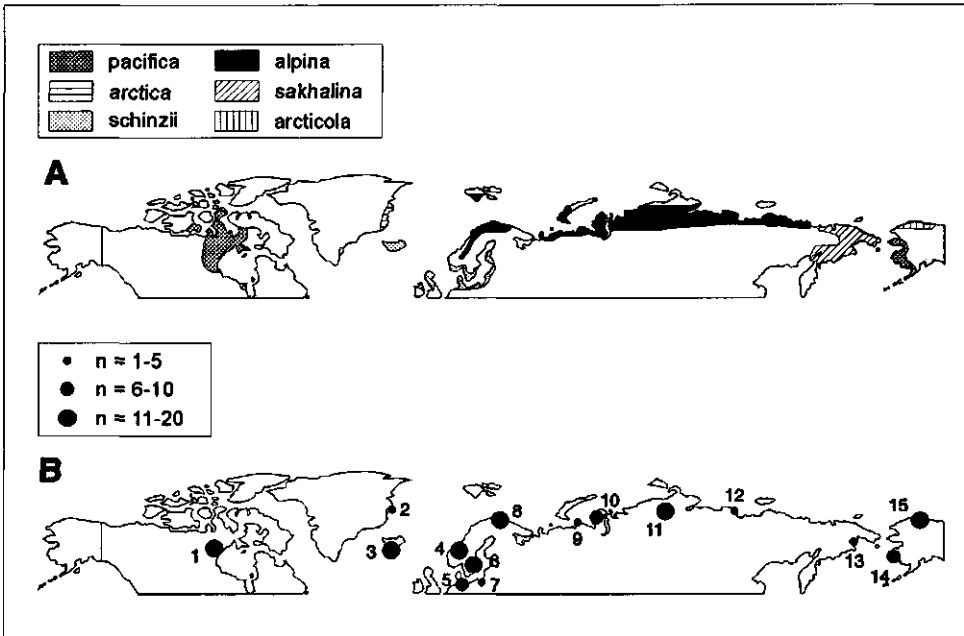 pacifica alpina
arctica sakhalina
schinzii arcticola
A
n = 1-5
n = 6-10
n = 11-20
B
1
2
3
4
5
6
7
8
9
10
11
12
13
14
15